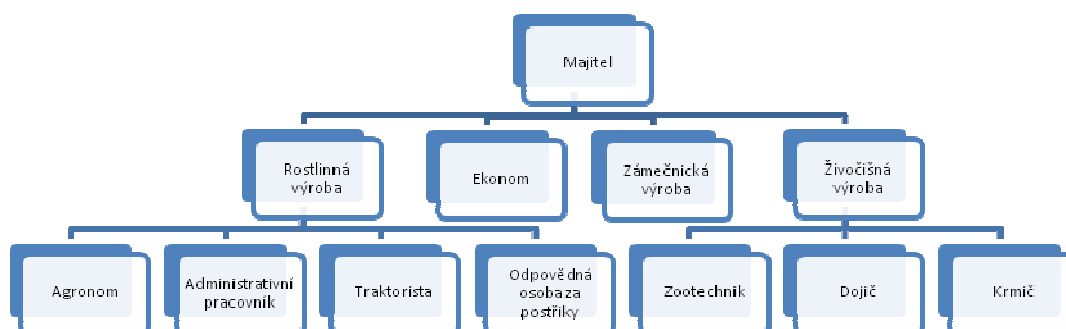 Majitel
Rostlinná
výroba
Ekonom
Zámečnická
výroba
Živočišná
výroba
Agronom
Administrativní
pracovník
Traktorista
Odpovědná
osobaza
postřiky
Zootechnik
Dojič
Krmič